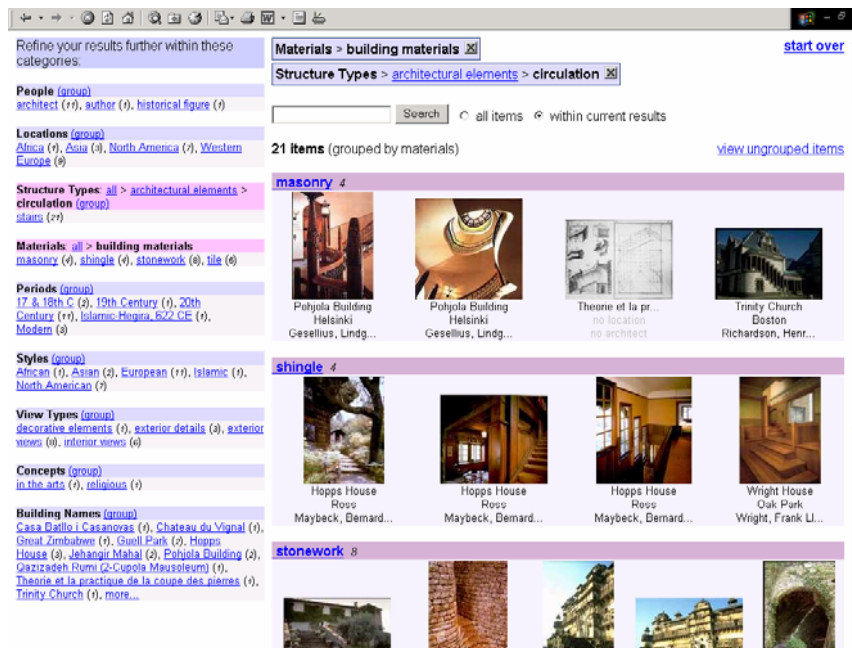 Refine your results further within these
categories:
People (group)
architect (11), author (1), historical figure (1)
Locations (group)
Africa (1), Asia (3), North America (7), Western
Europe (9)
Structure Types: all > architectural elements >
circulation (group)
stairs (21)
Materials: all > building materials
masonry (4), shingle (4), stonework (8), tile (6)
Periods (group)
17 & 18th C (2), 19th Century (1), 20th
Century (11), Islamic-Hegira, 622 CE (1),
Modern (3)
Styles (group)
African (1), Asian (2), European (11), Islamic (1),
North American (7)
View Types (group)
decorative elements (1), exterior details (3), exterior
views (8), interior views (6)
Concepts (group)
in the arts (1), religious (1)
Building Names (group)
Casa Batllo i Casanovas (1), Chateau du Vignal (1),
Great Zimbabwe (1), Guell Park (2), Hopps
House (3), Jehangir Mahal (2), Pohjola Building (2),
Qazizadeh Rumi (2-Cupola Mausoleum) (1),
Theorie et la practique de la coupe des pierres (1),
Trinity Church (1), more...
Materials > building materials X
start over
Structure Types > architectural elements > circulation X
Search all items within current results
21 items (grouped by materials)
view ungrouped items
masonry 4
Pohjola Building
Helsinki
Gesellius, Lindg...
Pohjola Building
Helsinki
Gesellius, Lindg...
Theorie et la pr...
no location
no architect
Trinity Church
Boston
Richardson, Henr...
shingle 4
Hopps House
Ross
Maybeck, Bernard...
Hopps House
Ross
Maybeck, Bernard...
Hopps House
Ross
Maybeck, Bernard...
Wright House
Oak Park
Wright, Frank Ll...
stonework 8